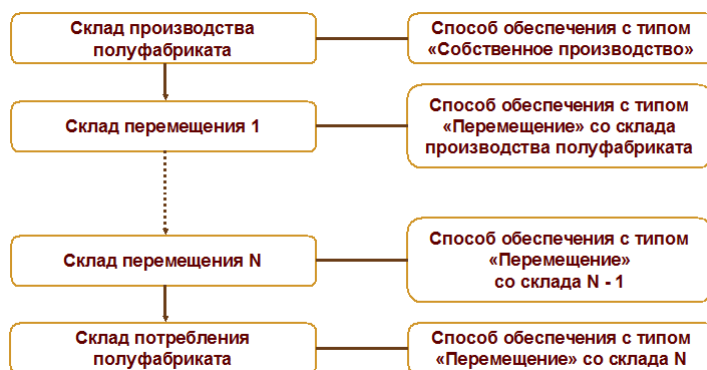 Склад производства
полуфабриката
Способ обеспечения с типом
«Собственное производство»
Склад перемещения 1
Способ обеспечения с типом
«Перемещение» со склада
производства полуфабриката
Склад перемещения N
Способ обеспечения с типом
«Перемещение»
со склада N - 1
Склад потребления
полуфабриката
Способ обеспечения с типом
«Перемещение» со склада N